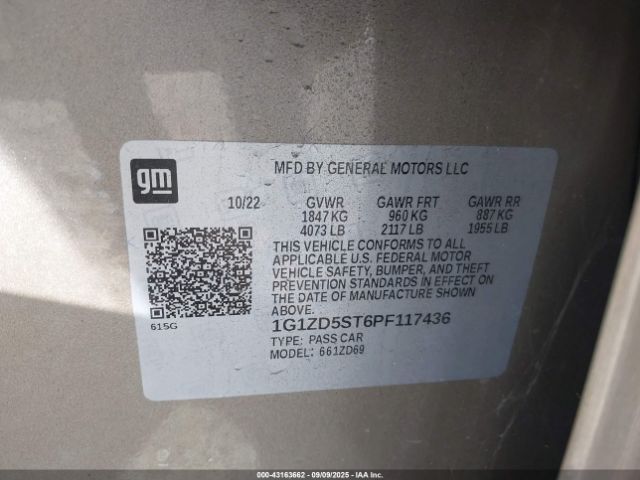 gm
MFD BY GENERAL MOTORS LLC
10/22 GVWR GAWR FRT GAWR RR
1847 KG 960 KG 887 KG
4073 LB 2117 LB 1955 LB
THIS VEHICLE CONFORMS TO ALL
APPLICABLE U.S. FEDERAL MOTOR
VEHICLE SAFETY, BUMPER, AND THEFT
PREVENTION STANDARDS IN EFFECT ON
THE DATE OF MANUFACTURE SHOWN
ABOVE.
615G
1G1ZD5ST6PF117436
TYPE: PASS CAR
MODEL: 661ZD69
000-43163662 - 09/09/2025 - IAAI.COM